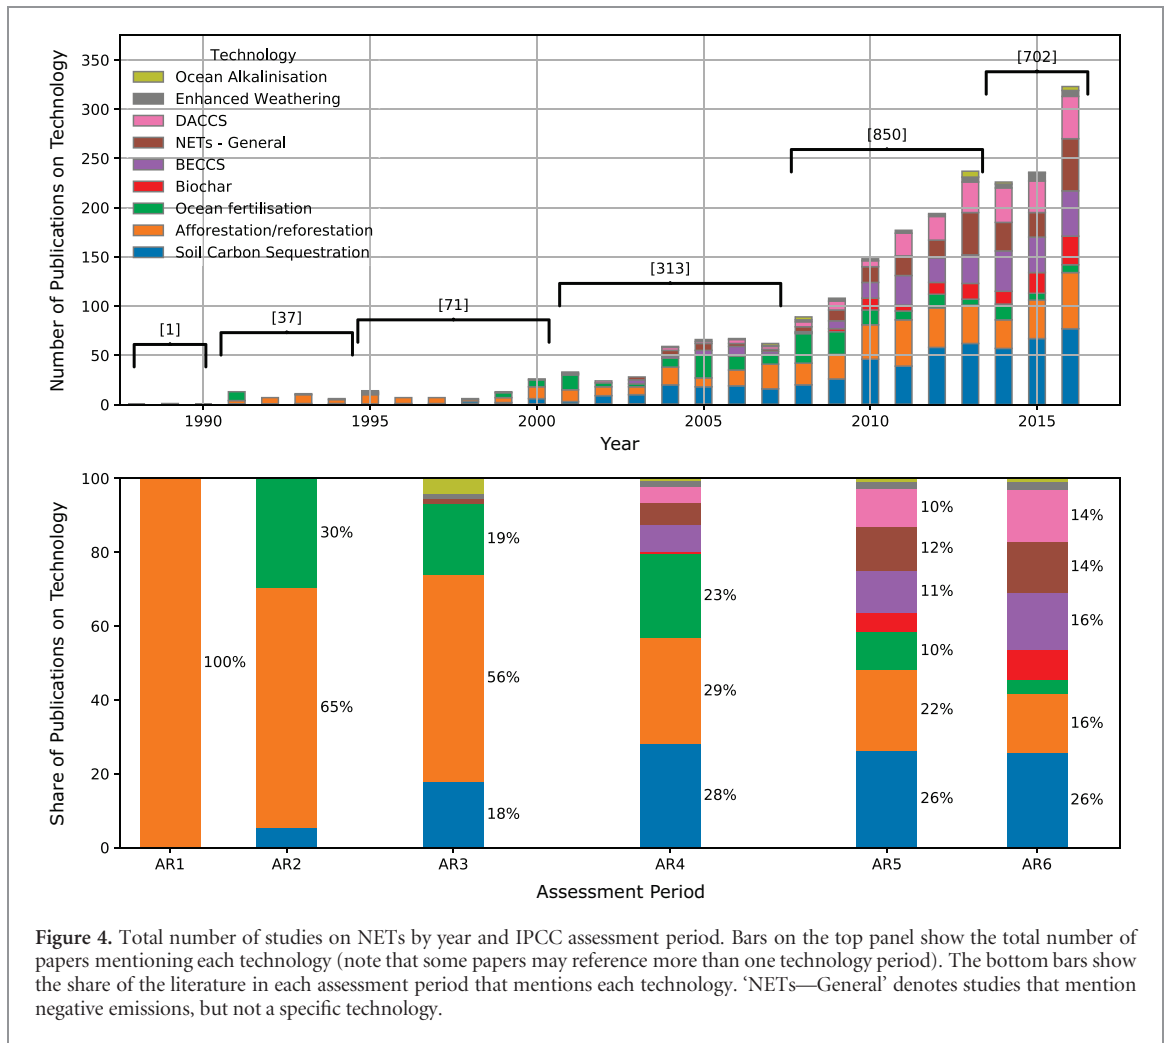 Number of Publications on Technology
350
300
250
200
150
100
50
0
Technology
Ocean Alkalinisation
Enhanced Weathering
DACCS
NETs - General
BECCS
Biochar
Ocean fertilisation
Afforestation/reforestation
Soil Carbon Sequestration
[1]
[37]
[71]
[313]
[850]
[702]
1990
1995
2000
2005
2010
2015
Year
Share of Publications on Technology
100
80
60
40
20
0
100%
30%
65%
19%
56%
18%
23%
29%
28%
10%
12%
11%
10%
22%
26%
14%
14%
16%
16%
26%
AR1
AR2
AR3
AR4
AR5
AR6
Assessment Period
Figure 4. Total number of studies on NETs by year and IPCC assessment period. Bars on the top panel show the total number of
papers mentioning each technology (note that some papers may reference more than one technology period). The bottom bars show
the share of the literature in each assessment period that mentions each technology. ‘NETs—General’ denotes studies that mention
negative emissions, but not a specific technology.